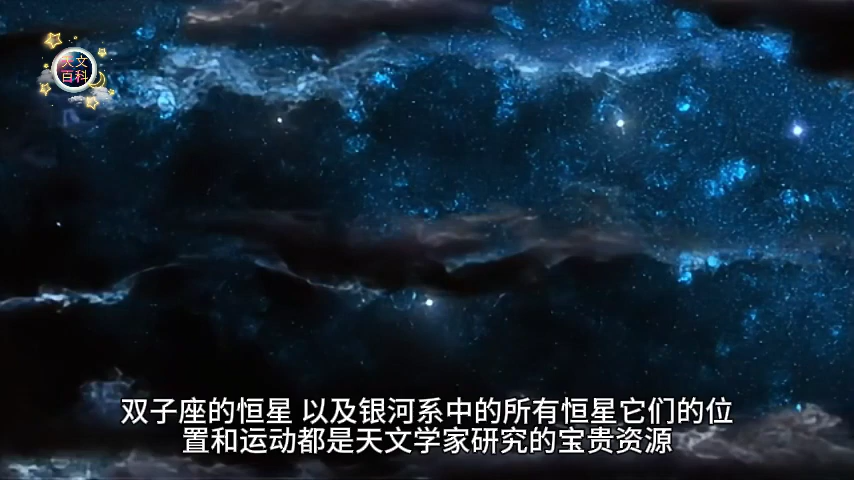 天文
百科
双子座的恒星 以及银河系中的所有恒星它们的位
置和运动都是天文学家研究的宝贵资源